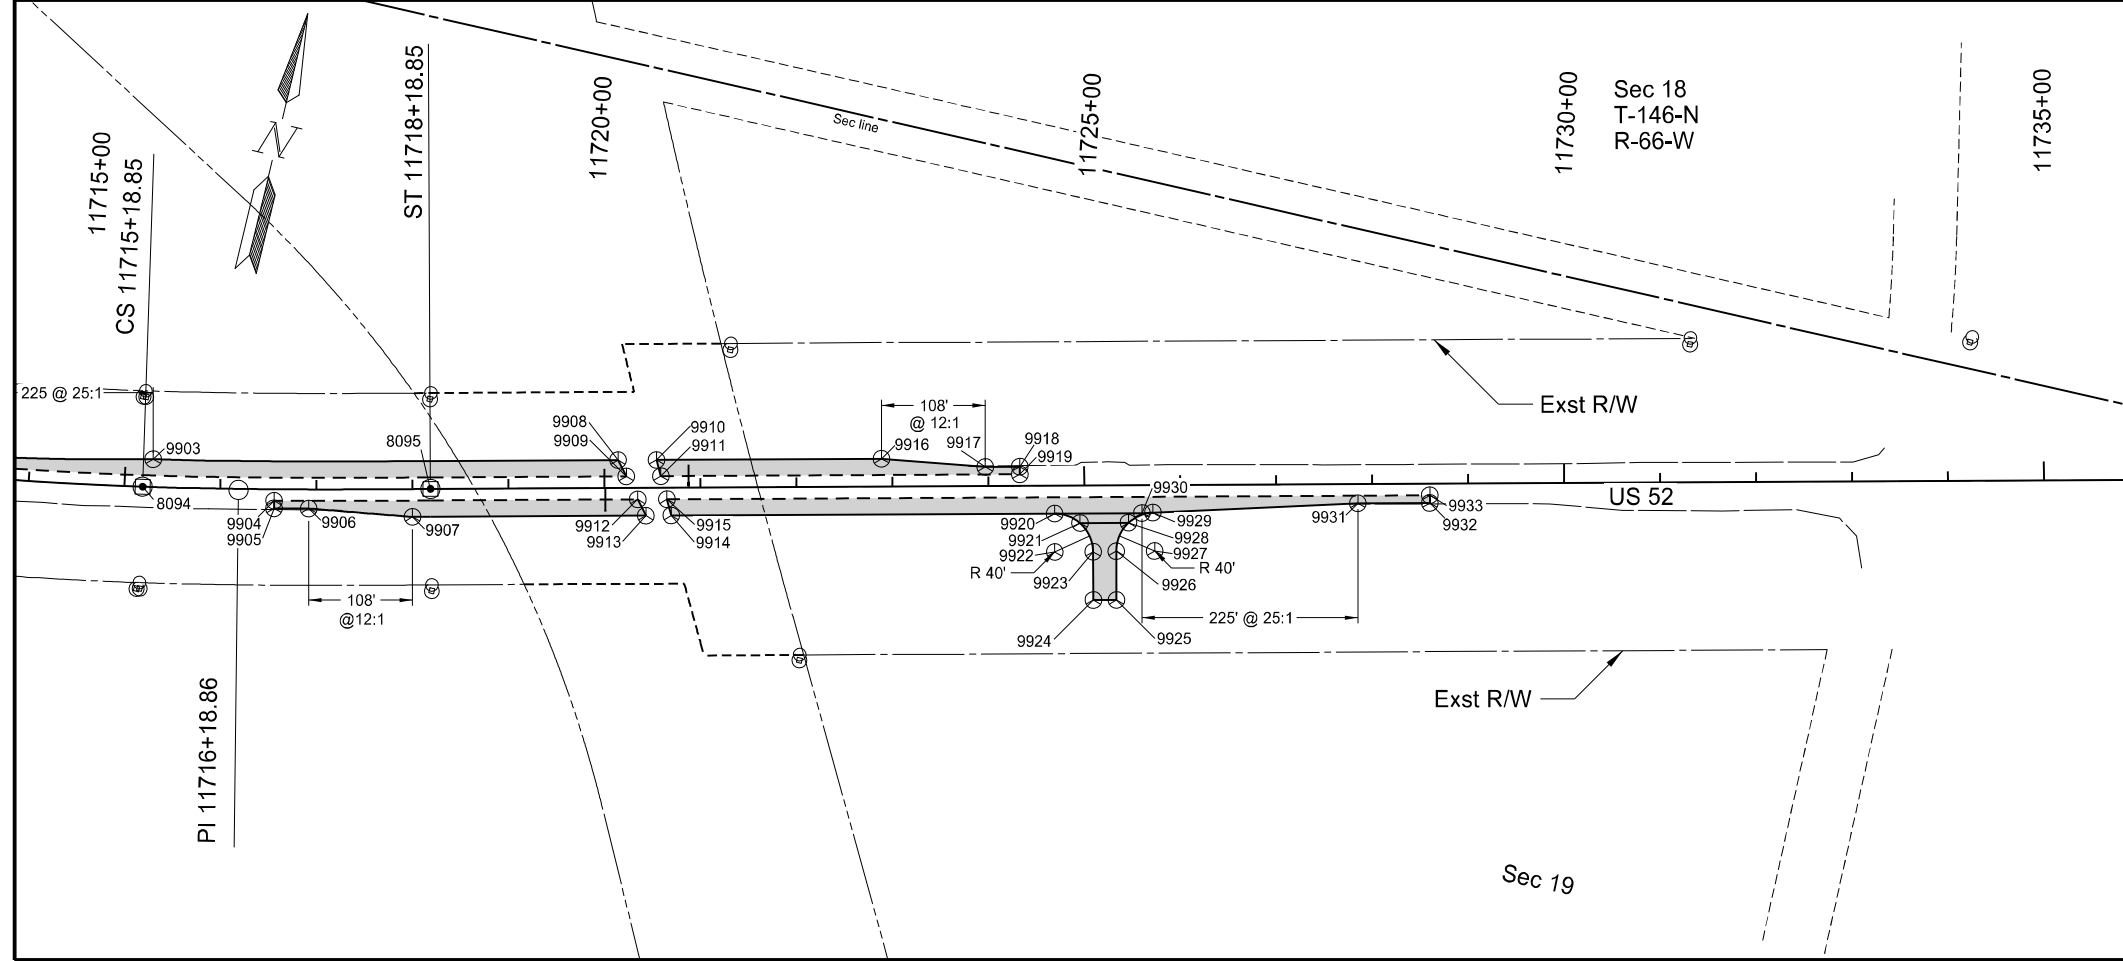 11715+00
CS 11715+18.85
N
ST 11718+18.85
11720+00
11725+00
11730+00
11735+00
Sec 18
T-146-N
R-66-W
Sec line
225 @ 25:1
Exst R/W
9903
8095
9908
9909
9910
9911
108'
@ 12:1
9916
9917
9918
9919
8094
9904
9905
9906
9907
9912
9913
9915
9914
9920
9921
9922
9923
9930
9929
9928
9927
9926
9931
9933
9932
US 52
R 40'
R 40'
108'
@12:1
9924
9925
225' @ 25:1
PI 11716+18.86
Exst R/W
Sec 19